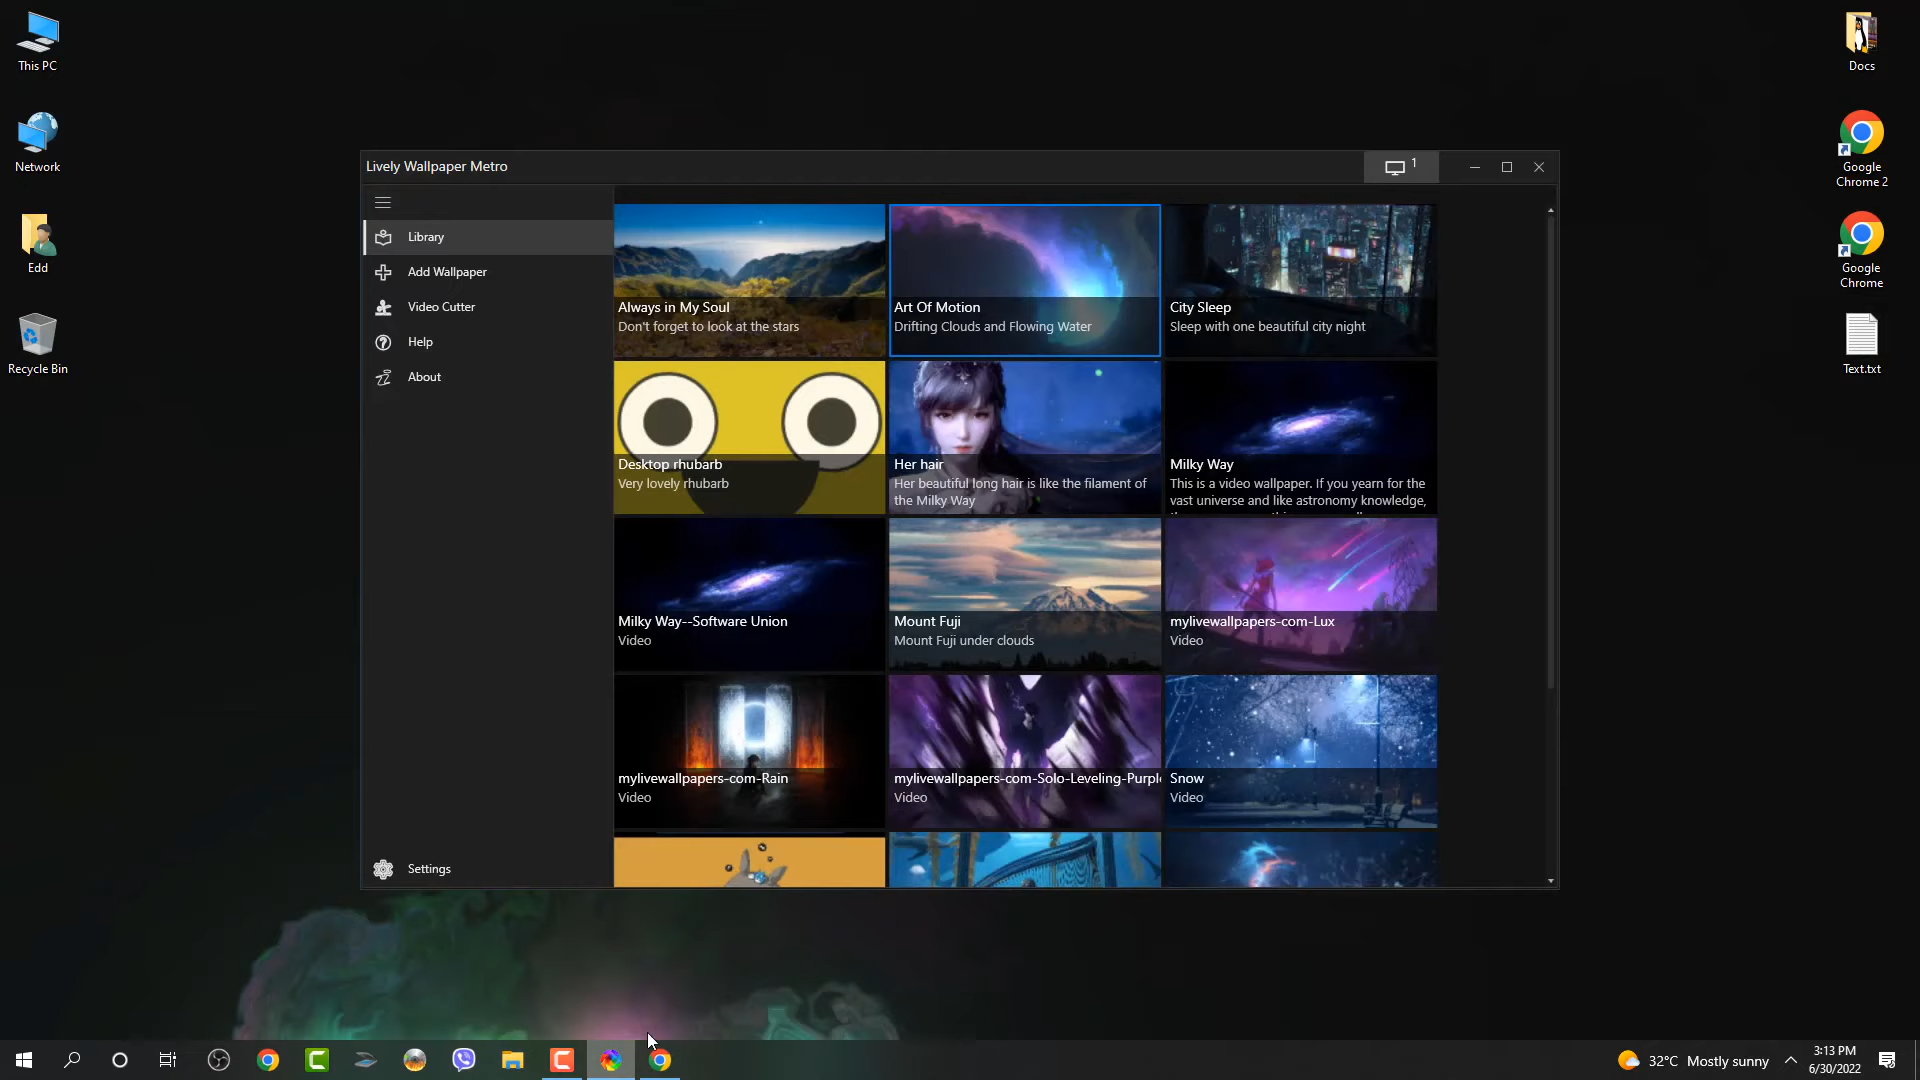 This PC
Network
Edd
Recycle Bin
Docs
Google
Chrome 2
Google
Chrome
Text.txt
Lively Wallpaper Metro
1
Library
Add Wallpaper
Video Cutter
Help
About
Settings
Always in My Soul
Don't forget to look at the stars
Art Of Motion
Drifting Clouds and Flowing Water
City Sleep
Sleep with one beautiful city night
Desktop rhubarb
Very lovely rhubarb
Her hair
Her beautiful long hair is like the filament of
the Milky Way
Milky Way
This is a video wallpaper. If you yearn for the
vast universe and like astronomy knowledge,
Milky Way--Software Union
Video
Mount Fuji
Mount Fuji under clouds
mylivewallpapers-com-Lux
Video
mylivewallpapers-com-Rain
Video
mylivewallpapers-com-Solo-Leveling-Purpl
Video
Snow
Video
32°C Mostly sunny
3:13 PM
6/30/2022